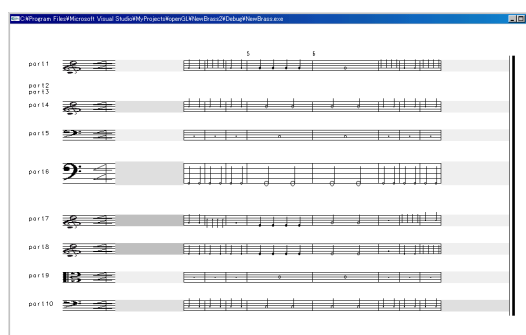 C:¥Program Files¥Microsoft Visual Studio¥MyProjects¥openGL¥NewBrass2¥Debug¥NewBrass.exe
5 6
part1
part2
part3
part4
part5
part6
part7
part8
part9
part10